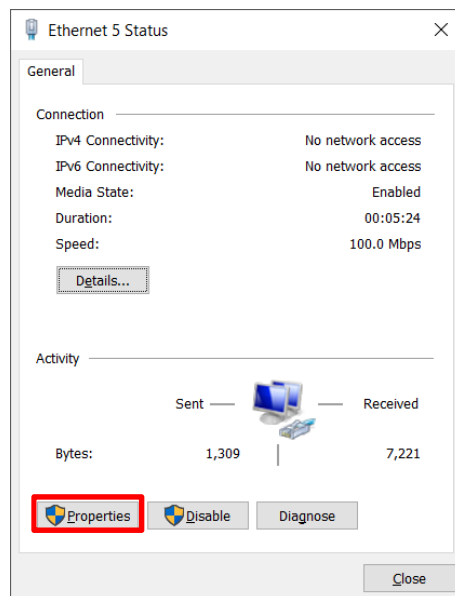 Ethernet 5 Status
General
Connection
IPv4 Connectivity: No network access
IPv6 Connectivity: No network access
Media State: Enabled
Duration: 00:05:24
Speed: 100.0 Mbps
Details...
Activity
Sent Received
Bytes: 1,309 7,221
Properties Disable Diagnose
Close